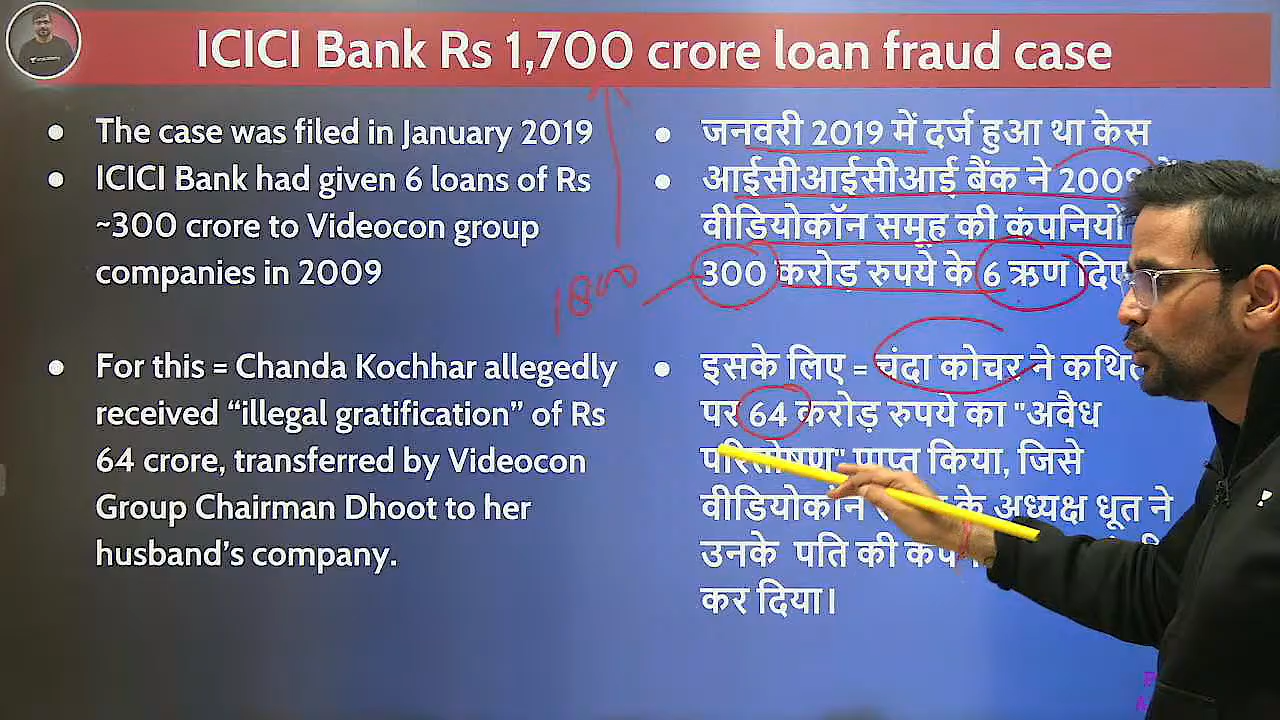 ICICI Bank Rs 1,700 crore loan fraud case
● The case was filed in January 2019
● ICICI Bank had given 6 loans of Rs
~300 crore to Videocon group
companies in 2009
● For this = Chanda Kochhar allegedly
received “illegal gratification” of Rs
64 crore, transferred by Videocon
Group Chairman Dhoot to her
husband’s company.
● जनवरी 2019 में दर्ज हुआ था केस
● आईसीआईसीआई बैंक ने 2009
वीडियोकॉन समूह की कंपनियों
300 करोड़ रुपये के 6 ऋण दिए
1800
● इसके लिए = चंदा कोचर ने
पर 64 करोड़ रुपये का "अवैध
परितोषण" प्राप्त किया, जिसे
वीडियोकॉन के अध्यक्ष धूत ने
उनके पति की
कर दिया।